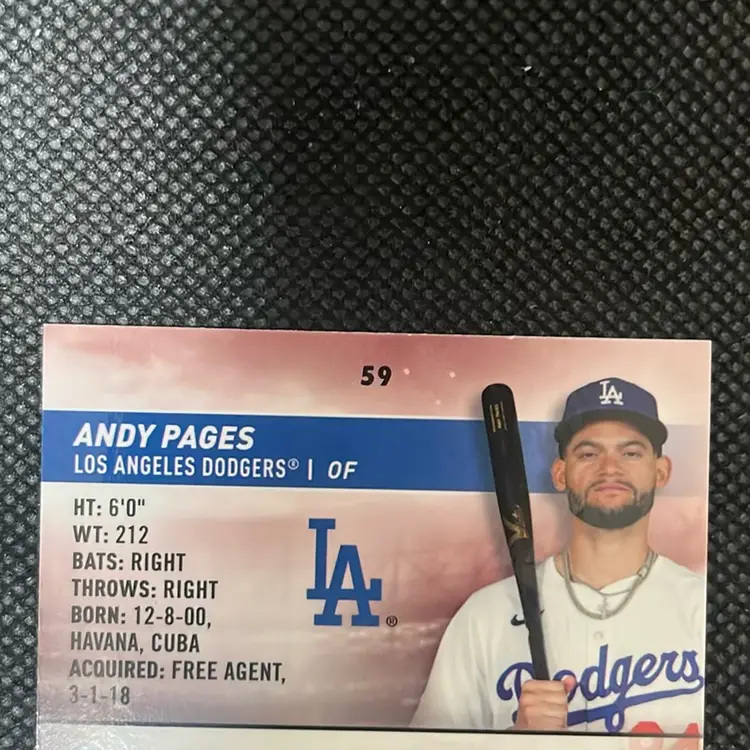 59
ANDY PAGES
LOS ANGELES DODGERS® | OF
HT: 6'0"
WT: 212
BATS: RIGHT
THROWS: RIGHT
BORN: 12-8-00,
HAVANA, CUBA
ACQUIRED: FREE AGENT,
3-1-18
LA®
LA
Dodgers